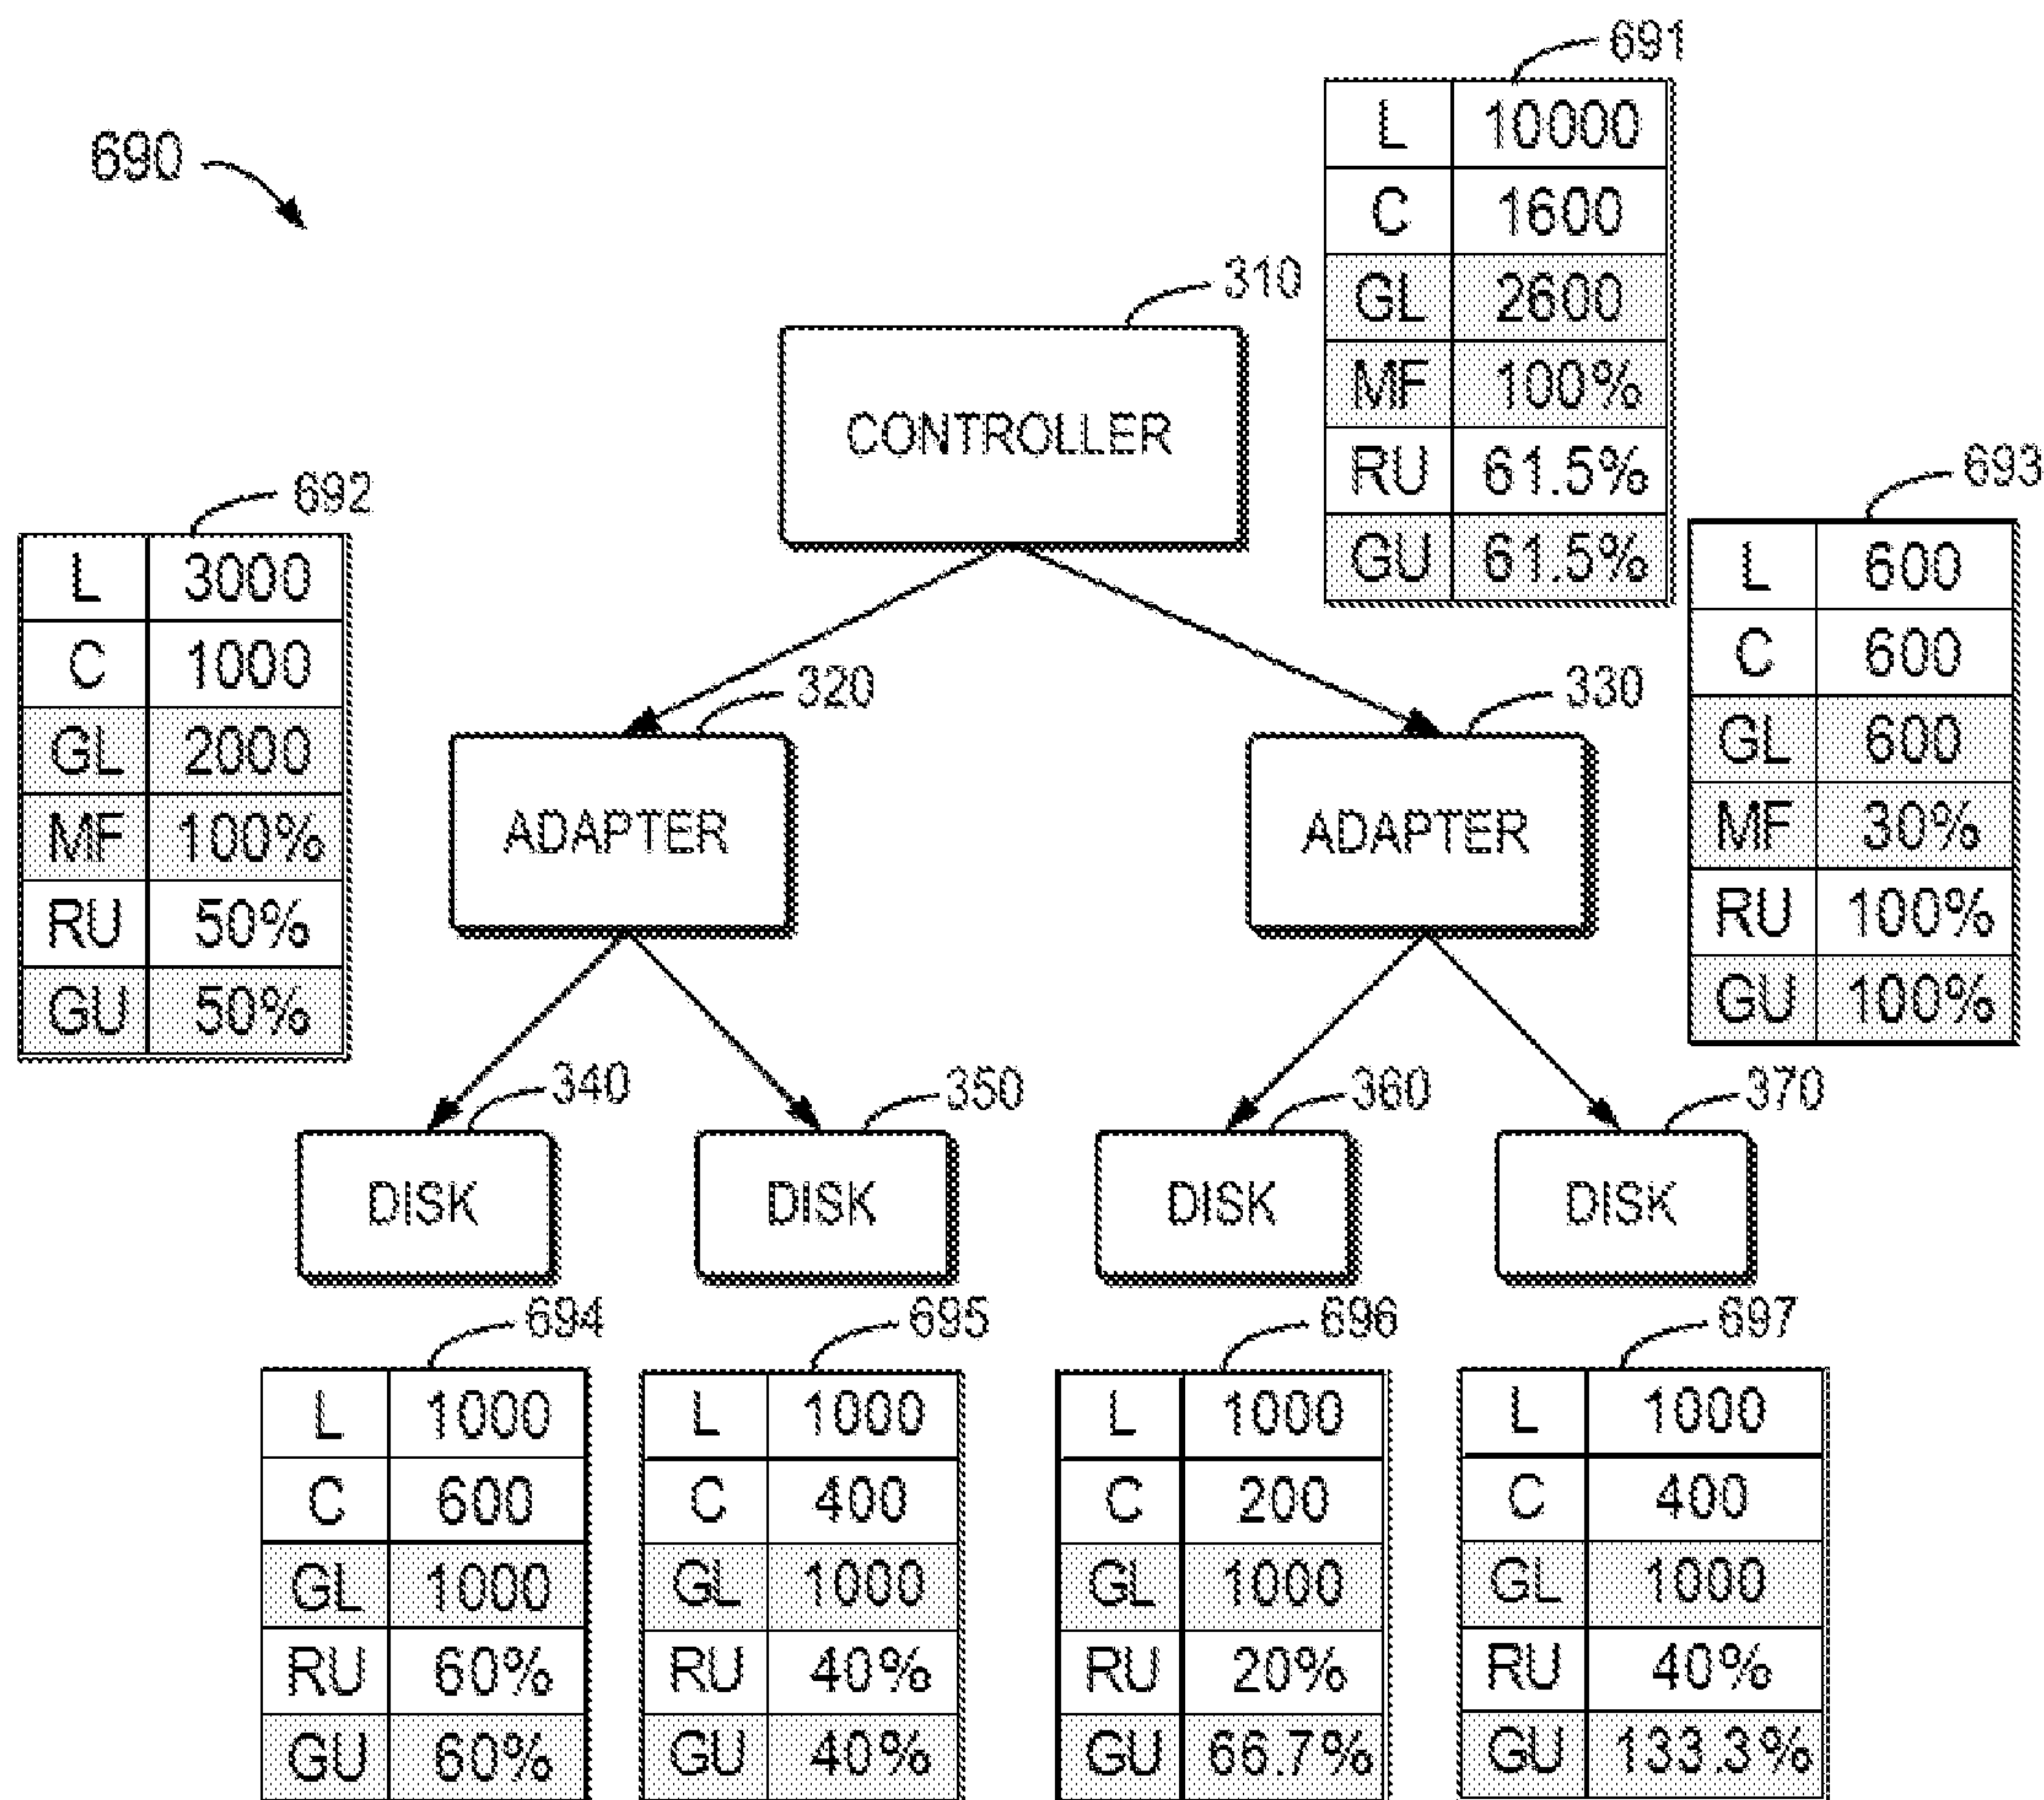 690
691
L 10000
C 1600
GL 2600
MF 100%
RU 61.5%
GU 61.5%
310
CONTROLLER
692
L 3000
C 1000
GL 2000
MF 100%
RU 50%
GU 50%
693
L 600
C 600
GL 600
MF 30%
RU 100%
GU 100%
320
ADAPTER
330
ADAPTER
340
DISK
350
DISK
360
DISK
370
DISK
694
L 1000
C 600
GL 1000
RU 60%
GU 60%
695
L 1000
C 400
GL 1000
RU 40%
GU 40%
696
L 1000
C 200
GL 1000
RU 20%
GU 66.7%
697
L 1000
C 400
GL 1000
RU 40%
GU 133.3%